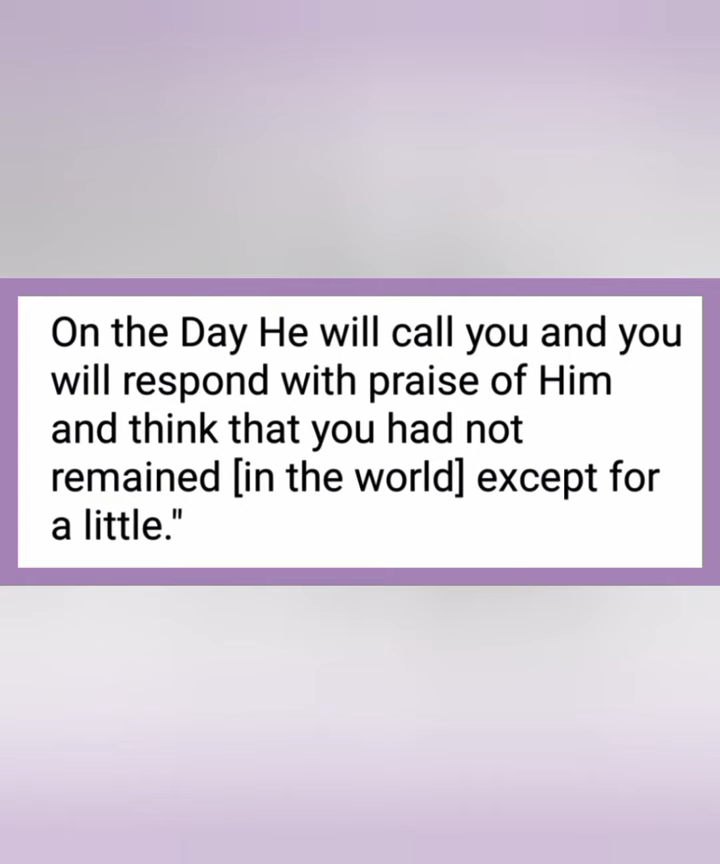 On the Day He will call you and you
will respond with praise of Him
and think that you had not
remained [in the world] except for
a little."